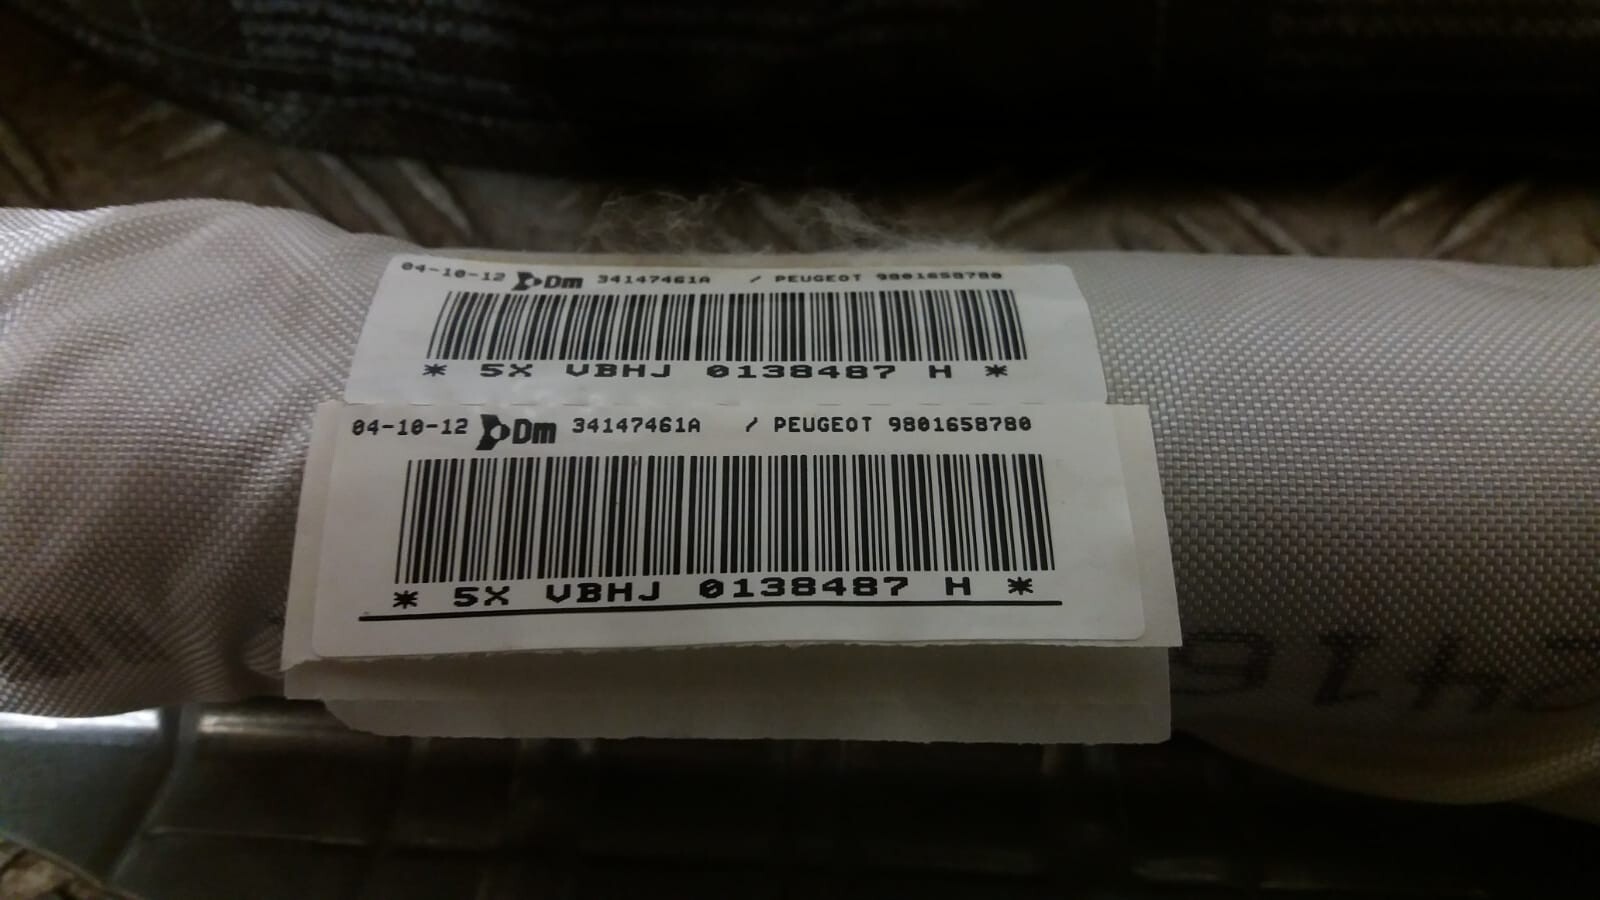 04-10-12 Dm 34147461A / PEUGEOT 9801658780
* 5X VBHJ 0138487 H *
04-10-12 Dm 34147461A / PEUGEOT 9801658780
* 5X VBHJ 0138487 H *